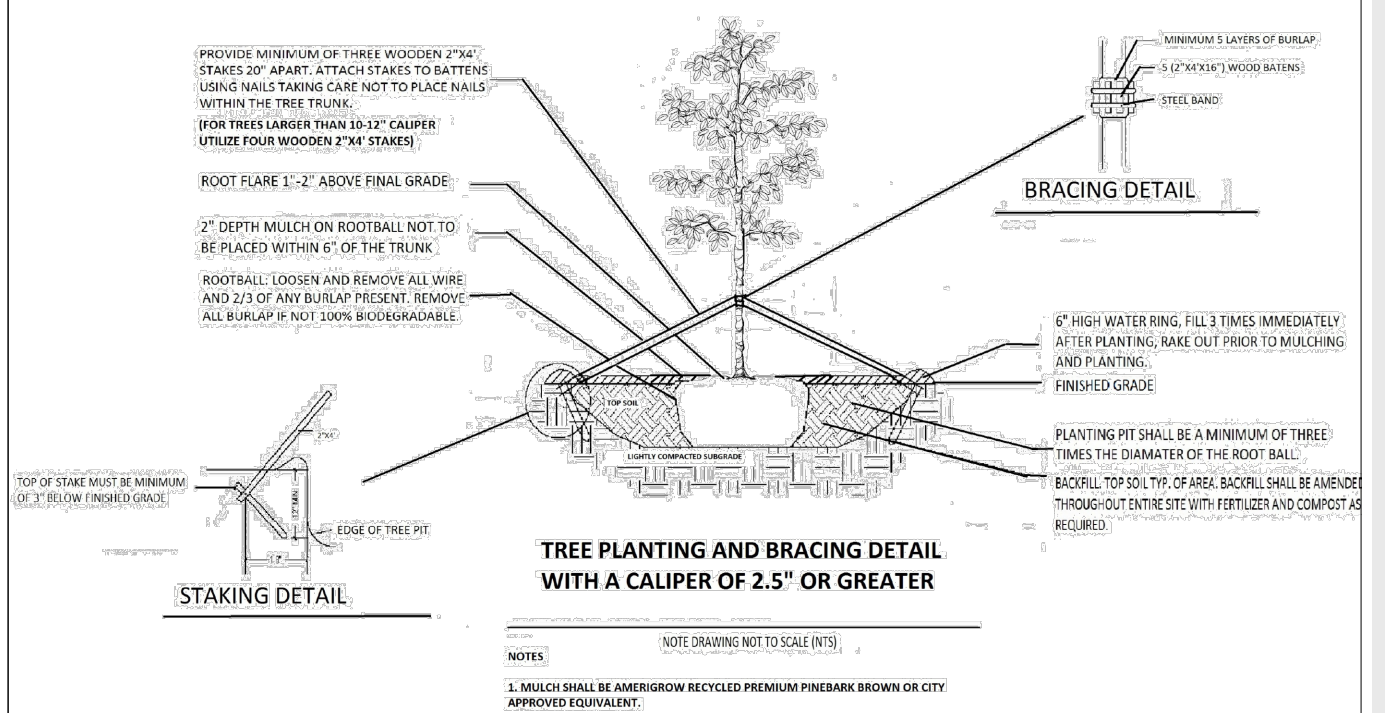 PROVIDE MINIMUM OF THREE WOODEN 2"X4'
STAKES 20" APART. ATTACH STAKES TO BATTENS
USING NAILS TAKING CARE NOT TO PLACE NAILS
WITHIN THE TREE TRUNK.
(FOR TREES LARGER THAN 10-12" CALIPER
UTILIZE FOUR WOODEN 2"X4' STAKES)
ROOT FLARE 1"-2" ABOVE FINAL GRADE
2" DEPTH MULCH ON ROOTBALL NOT TO
BE PLACED WITHIN 6" OF THE TRUNK
ROOTBALL: LOOSEN AND REMOVE ALL WIRE
AND 2/3 OF ANY BURLAP PRESENT. REMOVE
ALL BURLAP IF NOT 100% BIODEGRADABLE.
MINIMUM 5 LAYERS OF BURLAP
5 (2"X4'X16") WOOD BATENS
STEEL BAND
BRACING DETAIL
6" HIGH WATER RING, FILL 3 TIMES IMMEDIATELY
AFTER PLANTING, RAKE OUT PRIOR TO MULCHING
AND PLANTING.
FINISHED GRADE
PLANTING PIT SHALL BE A MINIMUM OF THREE
TIMES THE DIAMATER OF THE ROOT BALL.
BACKFILL. TOP SOIL TYP. OF AREA. BACKFILL SHALL BE AMENDED
THROUGHOUT ENTIRE SITE WITH FERTILIZER AND COMPOST AS
REQUIRED.
TOP SOIL
LIGHTLY COMPACTED SUBGRADE
2"X4'
TOP OF STAKE MUST BE MINIMUM
OF 3" BELOW FINISHED GRADE
12" MIN
EDGE OF TREE PIT
STAKING DETAIL
TREE PLANTING AND BRACING DETAIL
WITH A CALIPER OF 2.5" OR GREATER
NOTE DRAWING NOT TO SCALE (NTS)
NOTES
1. MULCH SHALL BE AMERIGROW RECYCLED PREMIUM PINEBARK BROWN OR CITY
APPROVED EQUIVALENT.